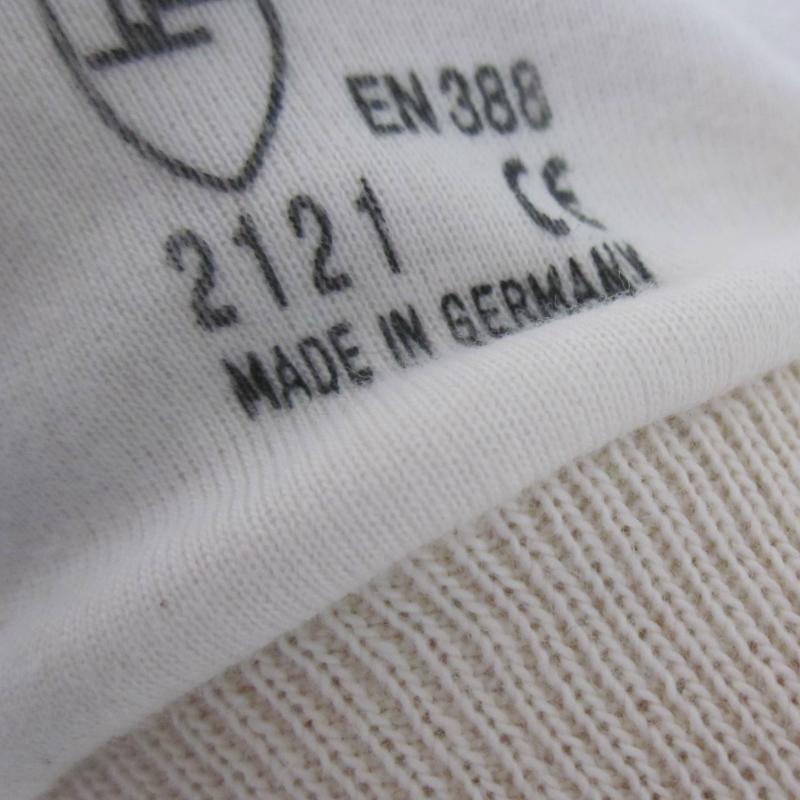 EN 388
2121 CE
MADE IN GERMANY